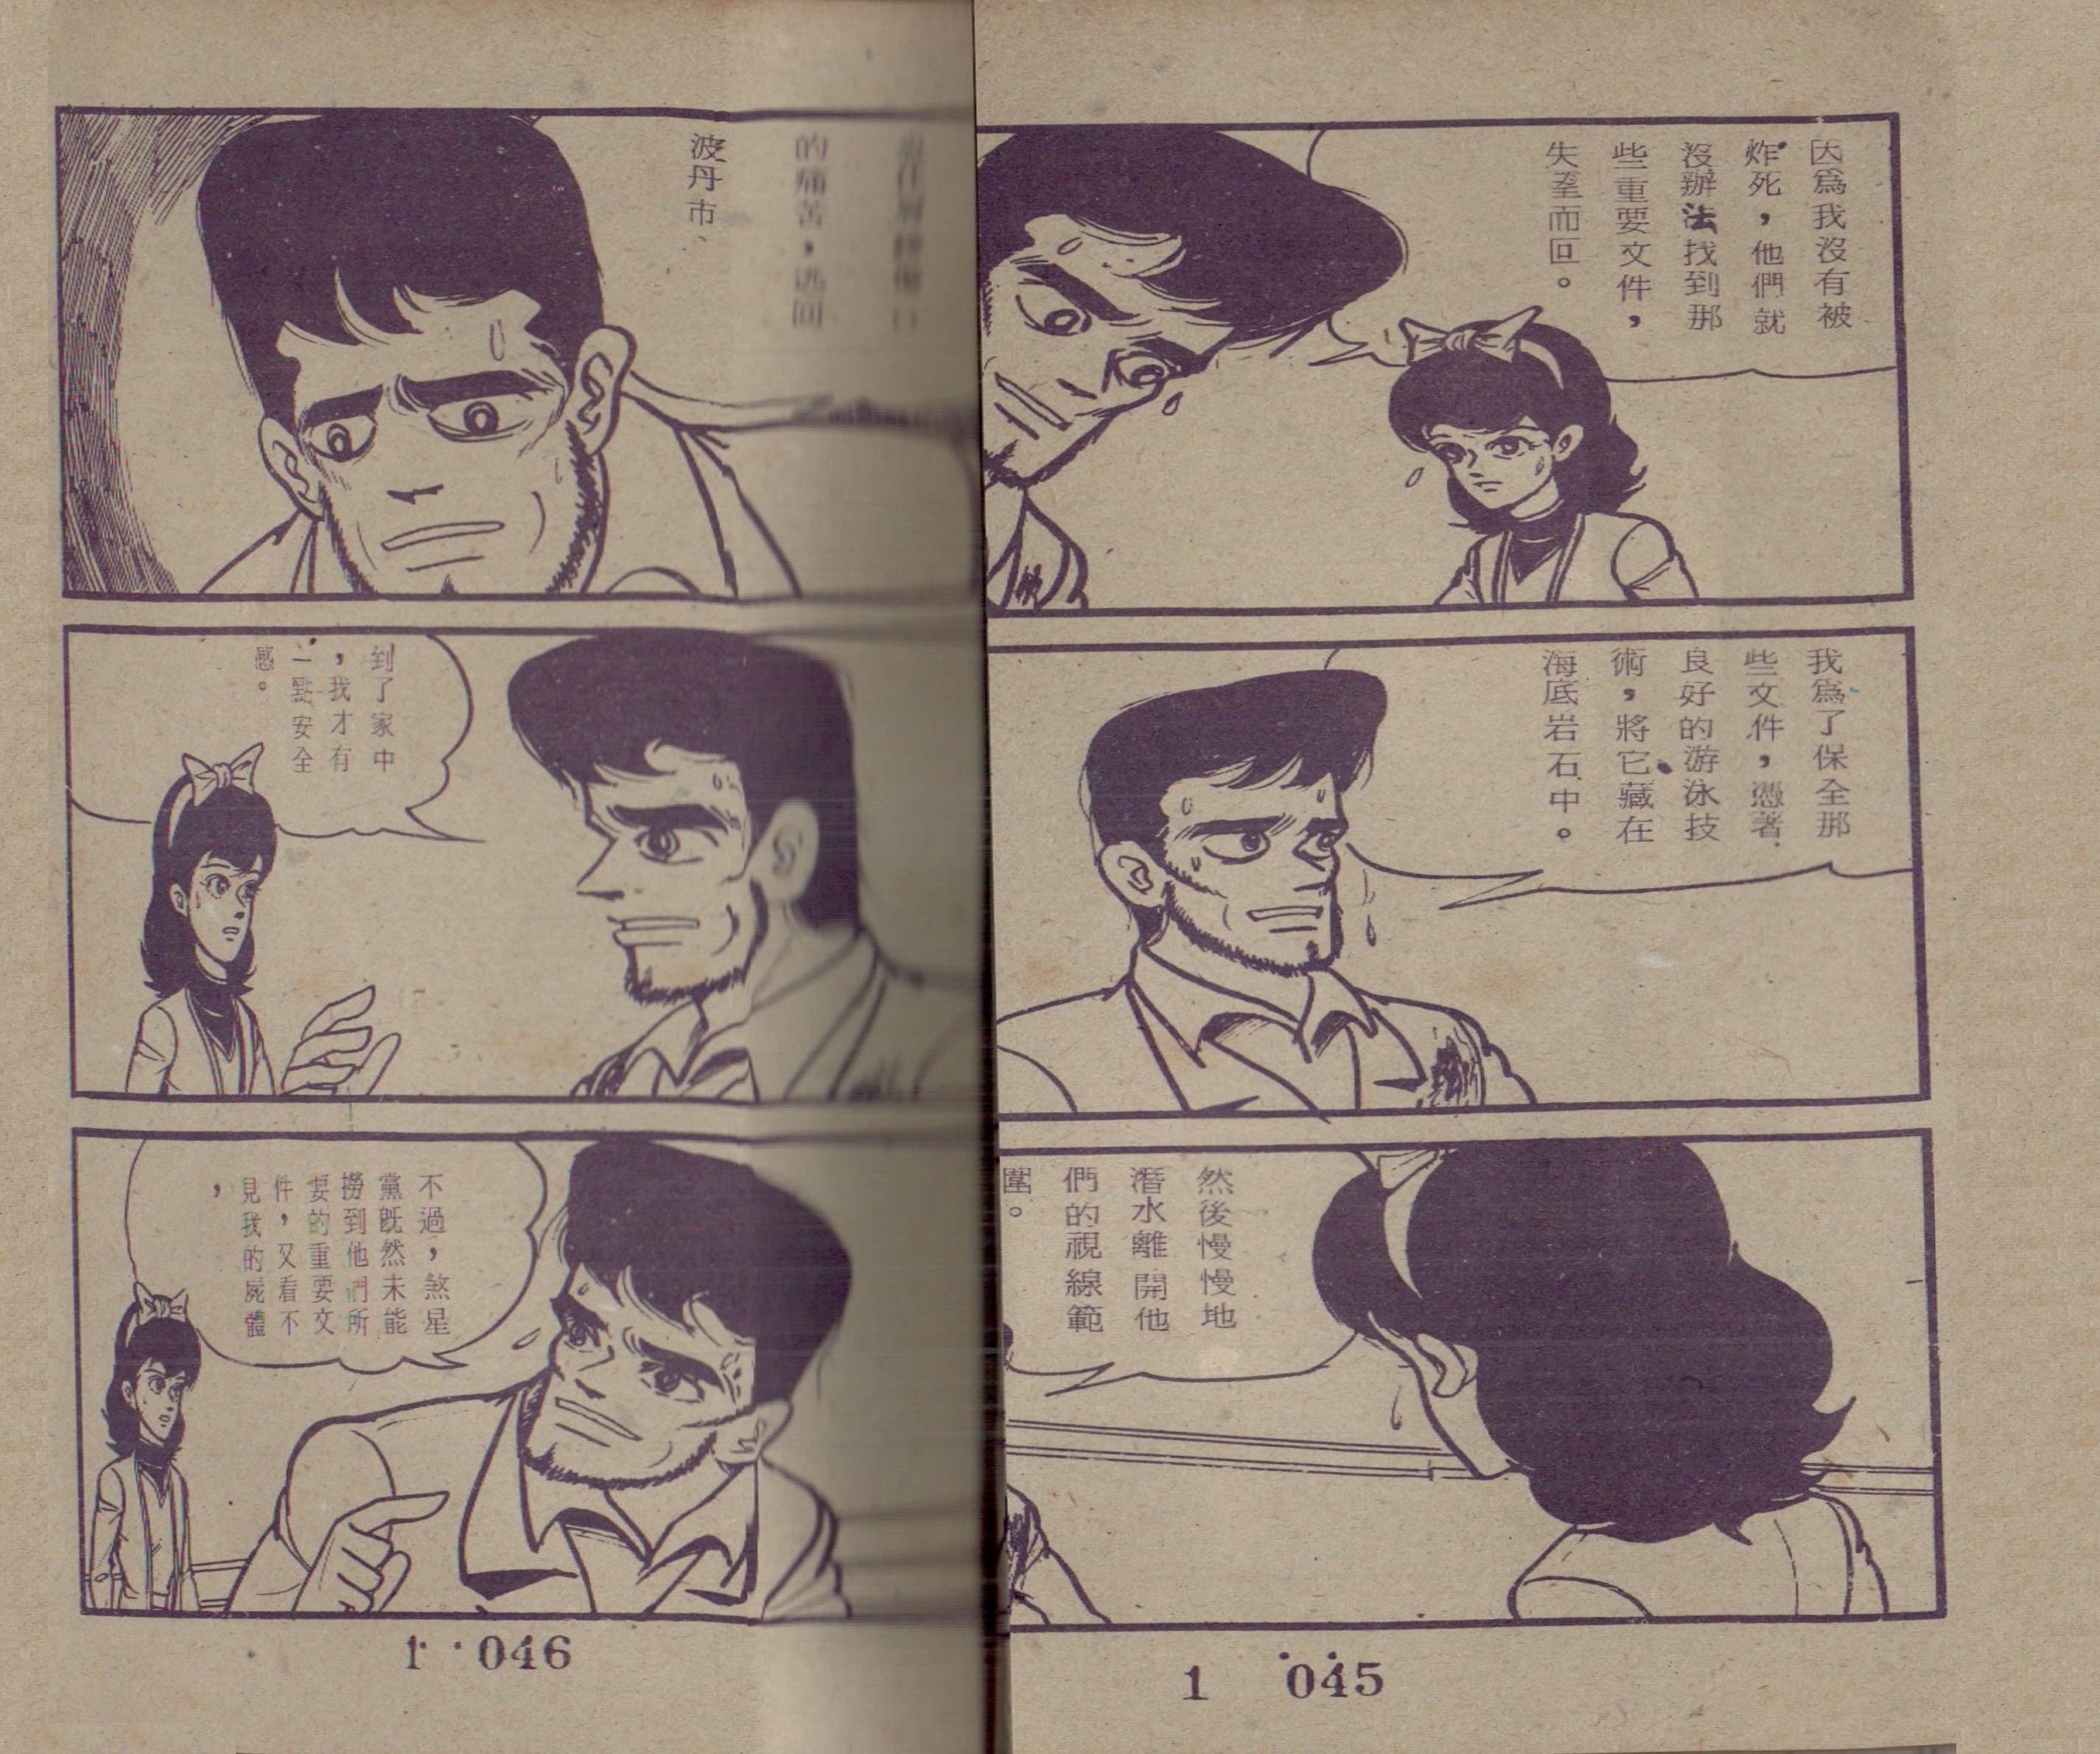 因為我沒有被
炸死，他們就
沒辦法找到那
些重要文件，
失望而回。
我為了保全那
些文件，憑著
良好的游泳技
術，將它藏在
海底岩石中。
然後慢慢地
潛水離開他
們的視線範
圍。
1 045
的痛苦，逃回
波丹市、
到了家中
，我才有
一點安全
感。
不過，煞星
黨既然未能
撈到他們所
要的重要文
件，又看不
見我的屍體
，
1 046